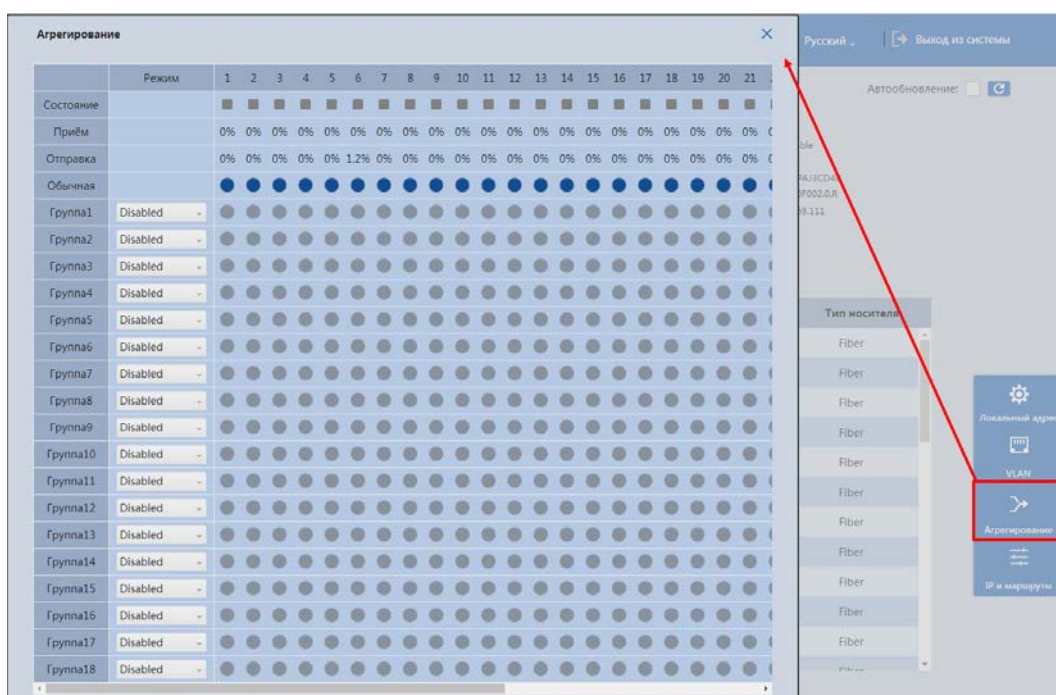 Агрегирование
Русский
Выход из системы
Автообновление:
Режим 1 2 3 4 5 6 7 8 9 10 11 12 13 14 15 16 17 18 19 20 21
Состояние
Приём 0% 0% 0% 0% 0% 0% 0% 0% 0% 0% 0% 0% 0% 0% 0% 0% 0% 0% 0% 0% 0%
Отправка 0% 0% 0% 0% 0% 1.2% 0% 0% 0% 0% 0% 0% 0% 0% 0% 0% 0% 0% 0% 0% 0%
Обычная
Группа1 Disabled
Группа2 Disabled
Группа3 Disabled
Группа4 Disabled
Группа5 Disabled
Группа6 Disabled
Группа7 Disabled
Группа8 Disabled
Группа9 Disabled
Группа10 Disabled
Группа11 Disabled
Группа12 Disabled
Группа13 Disabled
Группа14 Disabled
Группа15 Disabled
Группа16 Disabled
Группа17 Disabled
Группа18 Disabled
Тип носителя
Fiber
Fiber
Fiber
Fiber
Fiber
Fiber
Fiber
Fiber
Fiber
Fiber
Fiber
Локальный адрес
VLAN
Агрегирование
IP и маршруты